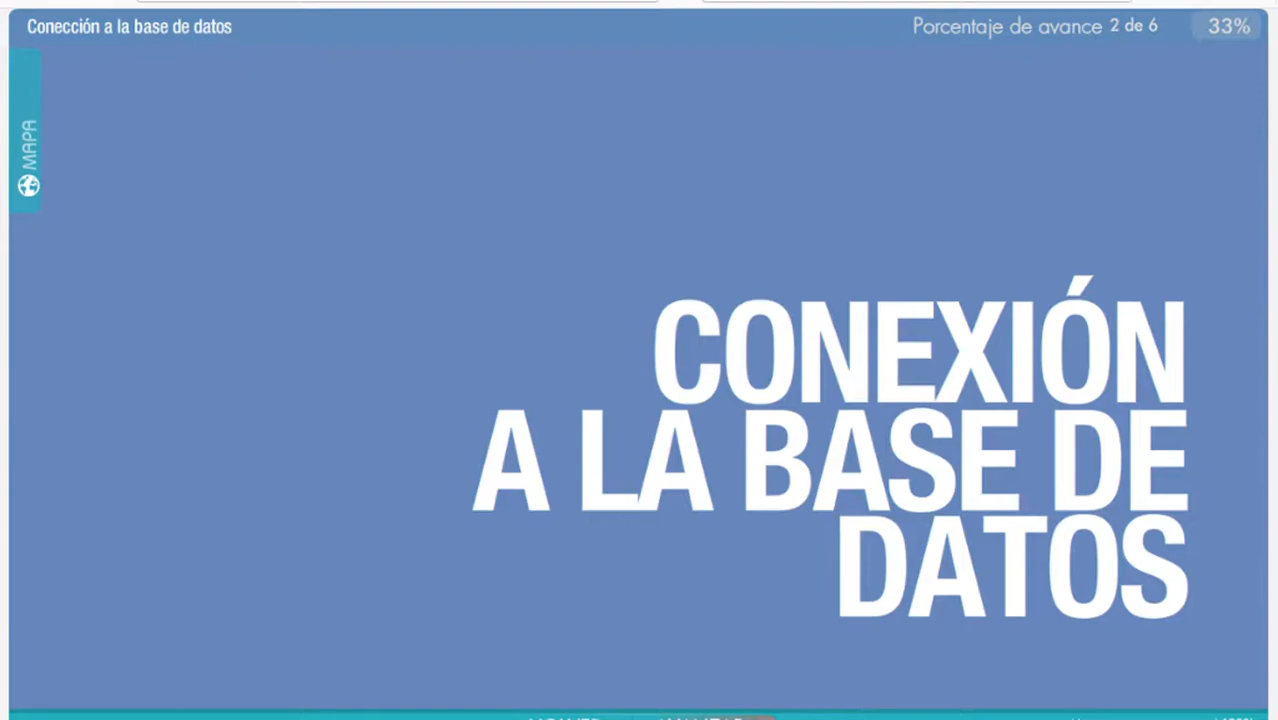 Conección a la base de datos
Porcentaje de avance 2 de 6 33%
MAPA
CONEXIÓN
A LA BASE DE
DATOS